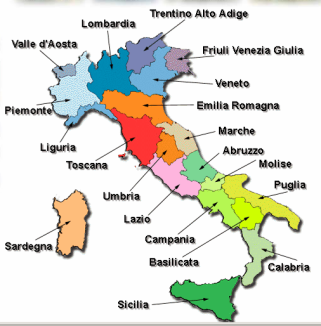 Trentino Alto Adige
Lombardia
Valle d'Aosta
Friuli Venezia Giulia
Veneto
Piemonte
Emilia Romagna
Marche
Liguria
Abruzzo
Toscana
Molise
Puglia
Umbria
Lazio
Campania
Sardegna
Basilicata
Calabria
Sicilia